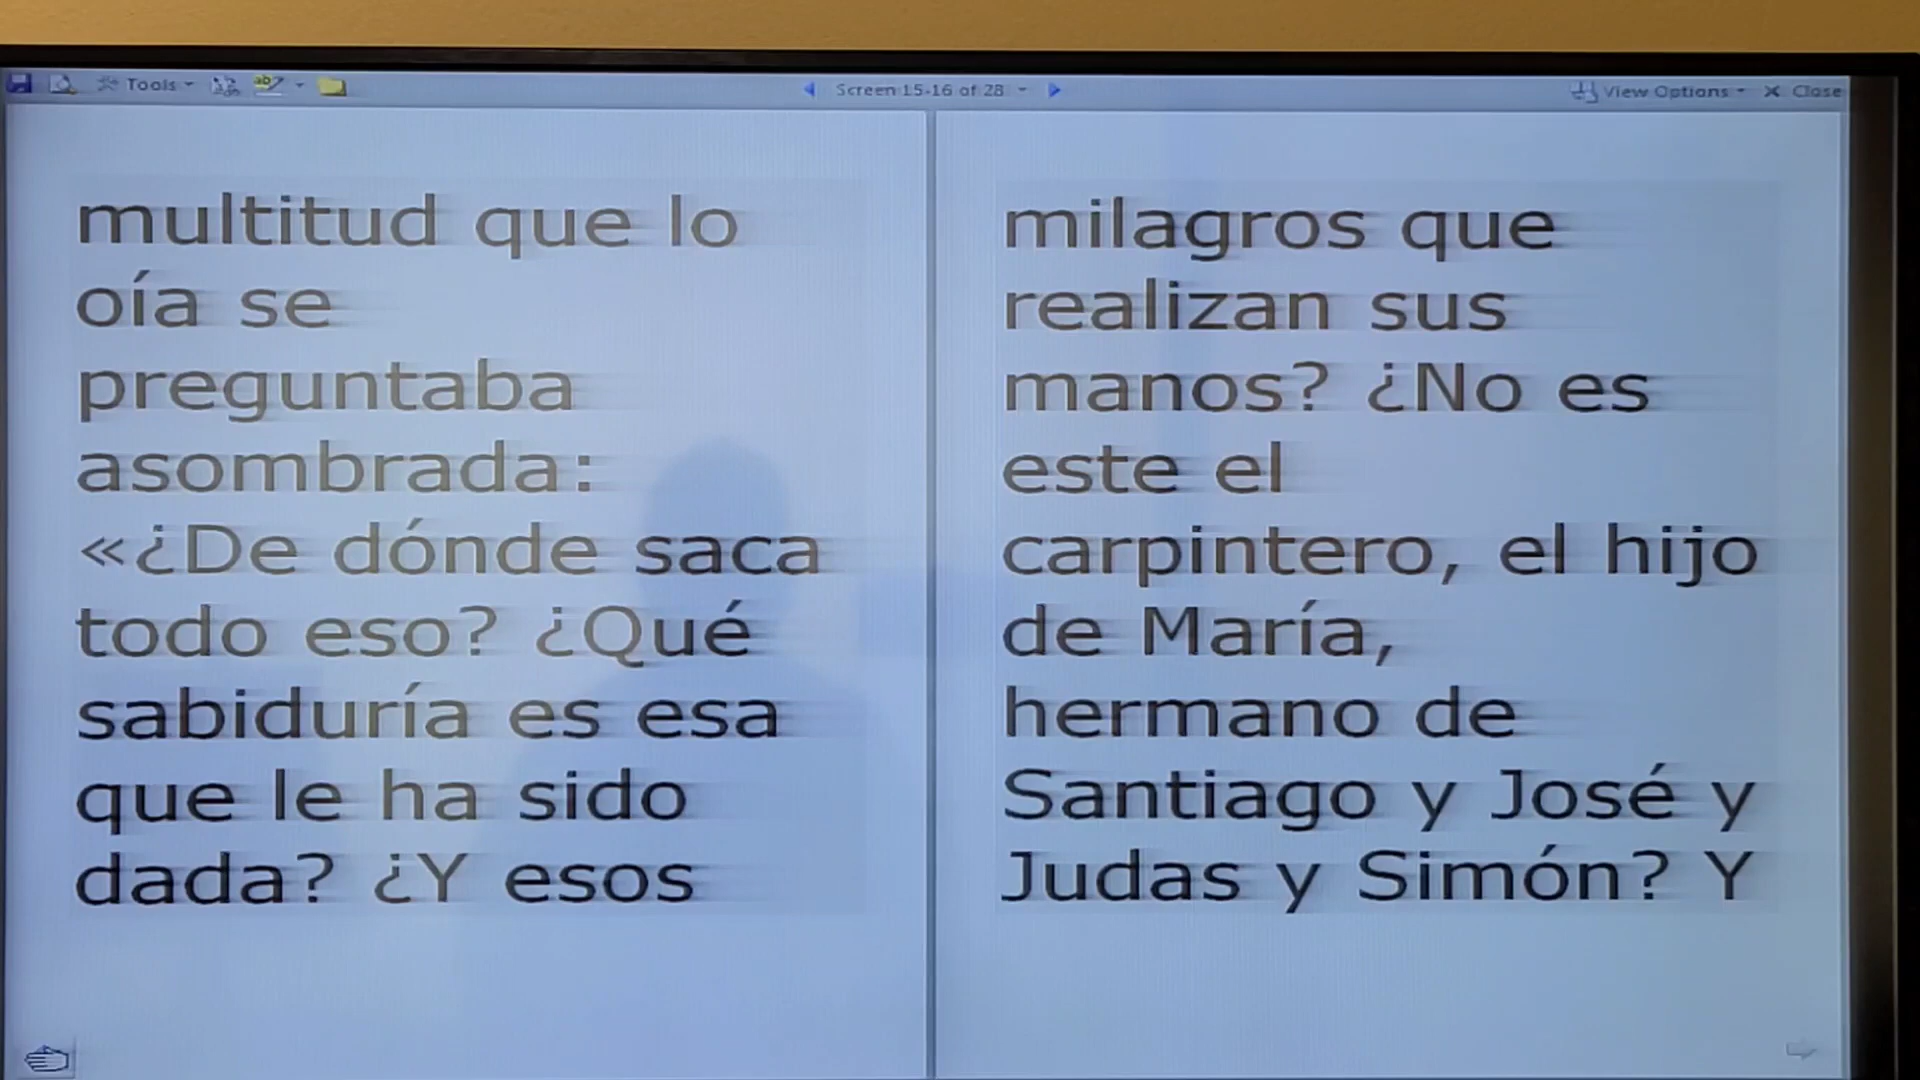 Tools
Screen 15-16 of 28
View Options
Close
multitud que lo
oía se
preguntaba
asombrada:
«¿De dónde saca
todo eso? ¿Qué
sabiduría es esa
que le ha sido
dada? ¿Y esos
milagros que
realizan sus
manos? ¿No es
este el
carpintero, el hijo
de María,
hermano de
Santiago y José y
Judas y Simón? Y